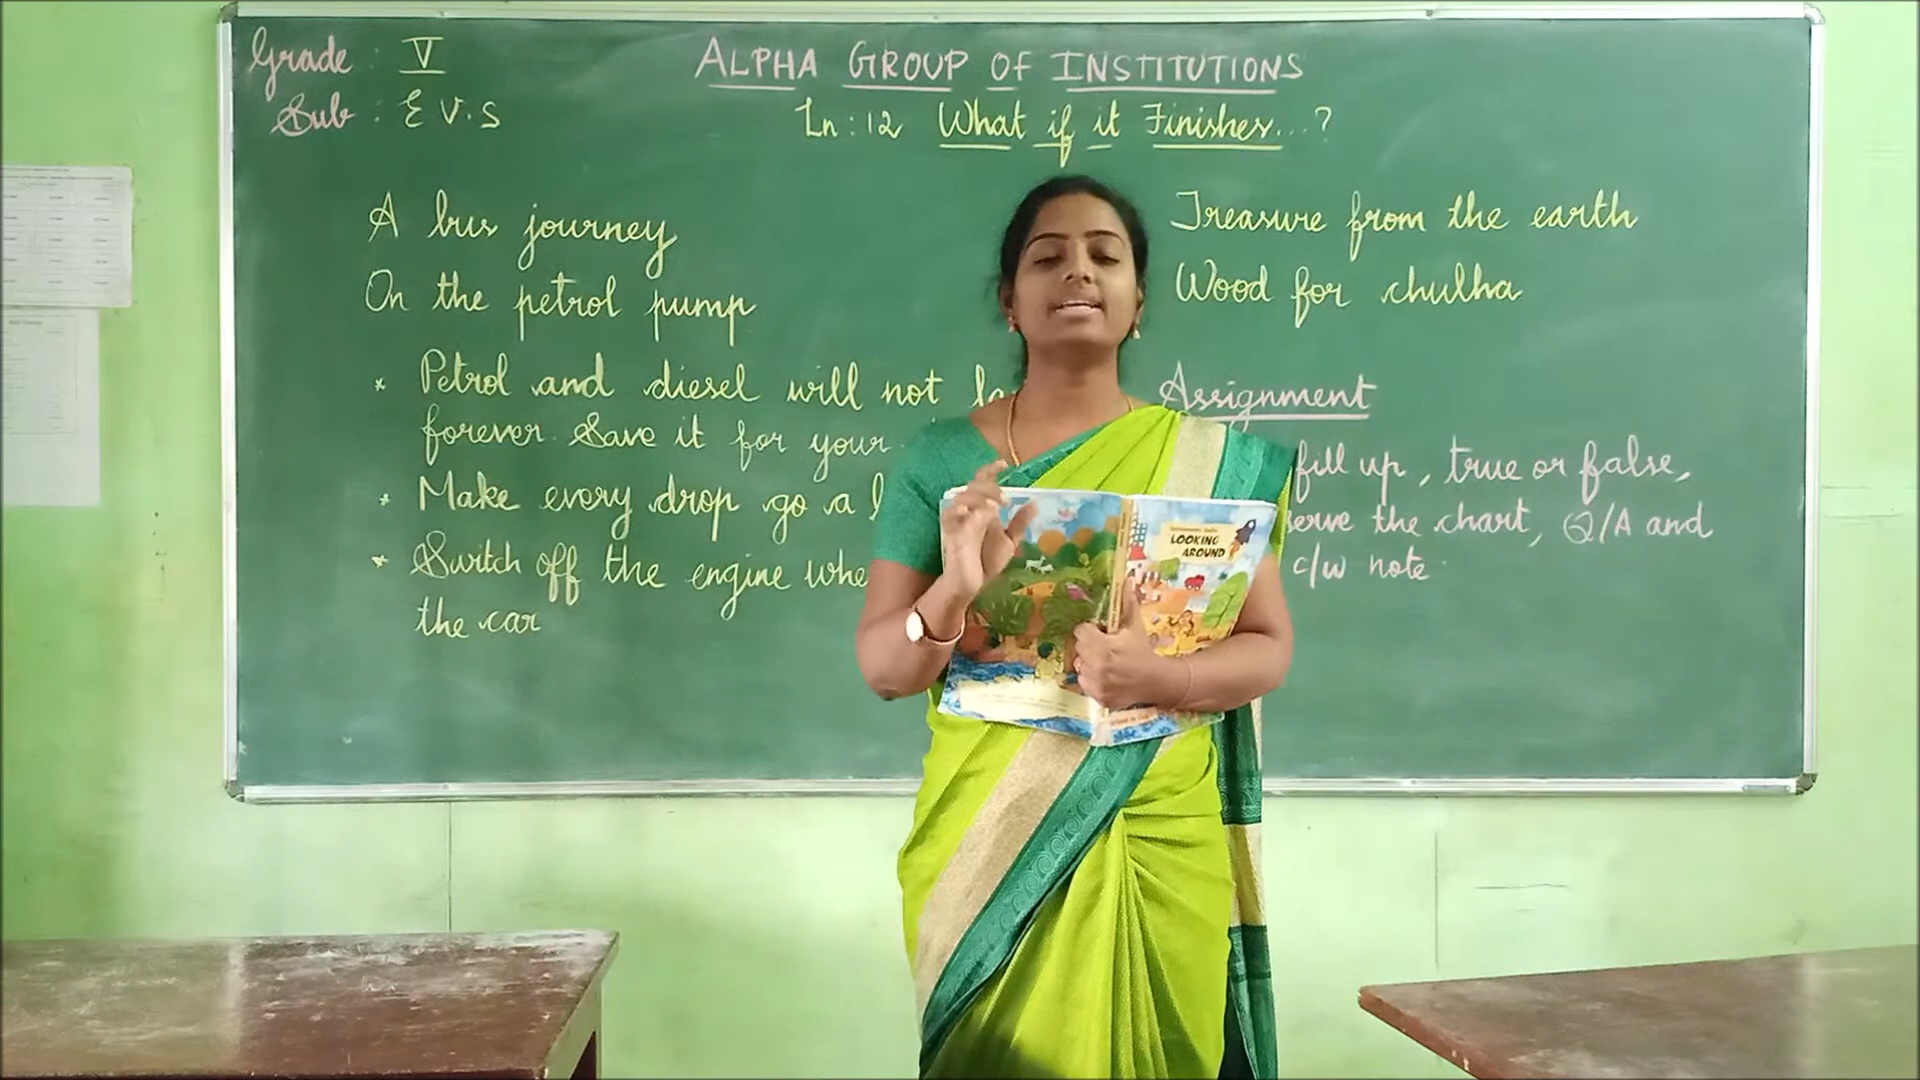 Grade : V
Sub : E V.S
ALPHA GROUP OF INSTITUTIONS
Ln : 12 What if it Finishes...?
A bus journey
On the petrol pump
* Petrol and diesel will not
forever. Save it for your
* Make every drop go a
* Switch off the engine
the car
Treasure from the earth
Wood for chulha
Assignment
fill up, true or false,
the chart, Q/A and
c/w note
LOOKING
AROUND